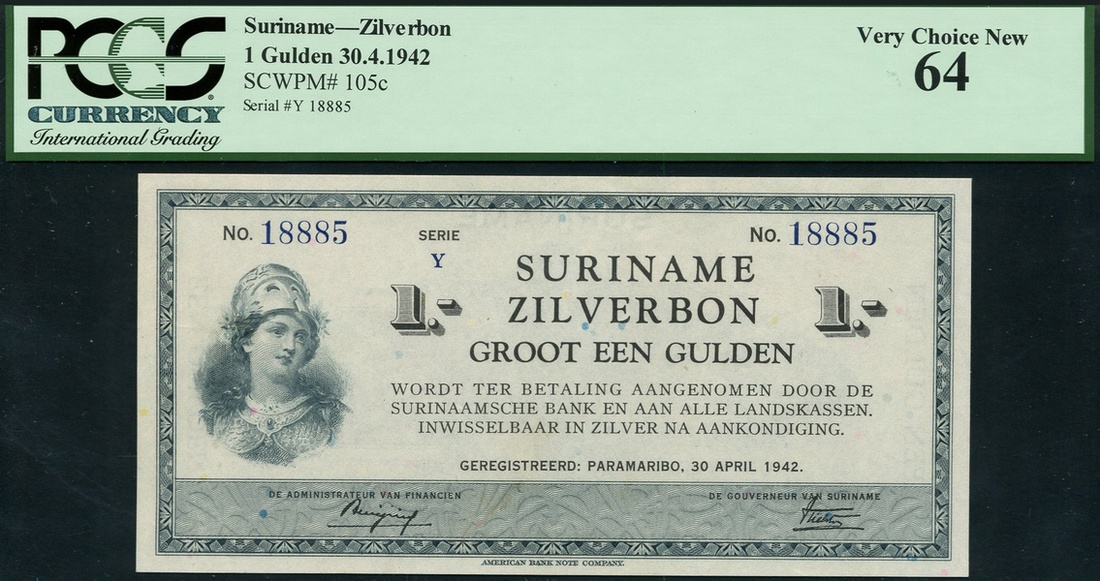 PCGS
CURRENCY
International Grading
Suriname—Zilverbon
1 Gulden 30.4.1942
SCWPM# 105c
Serial #Y 18885
Very Choice New
64
No. 18885
SERIE
Y
No. 18885
SURINAME
1.- ZILVERBON 1.-
GROOT EEN GULDEN
WORDT TER BETALING AANGENOMEN DOOR DE
SURINAAMSCHE BANK EN AAN ALLE LANDSKASSEN.
INWISSELBAAR IN ZILVER NA AANKONDIGING.
GEREGISTREERD: PARAMARIBO, 30 APRIL 1942.
DE ADMINISTRATEUR VAN FINANCIEN
DE GOUVERNEUR VAN SURINAME
AMERICAN BANK NOTE COMPANY.